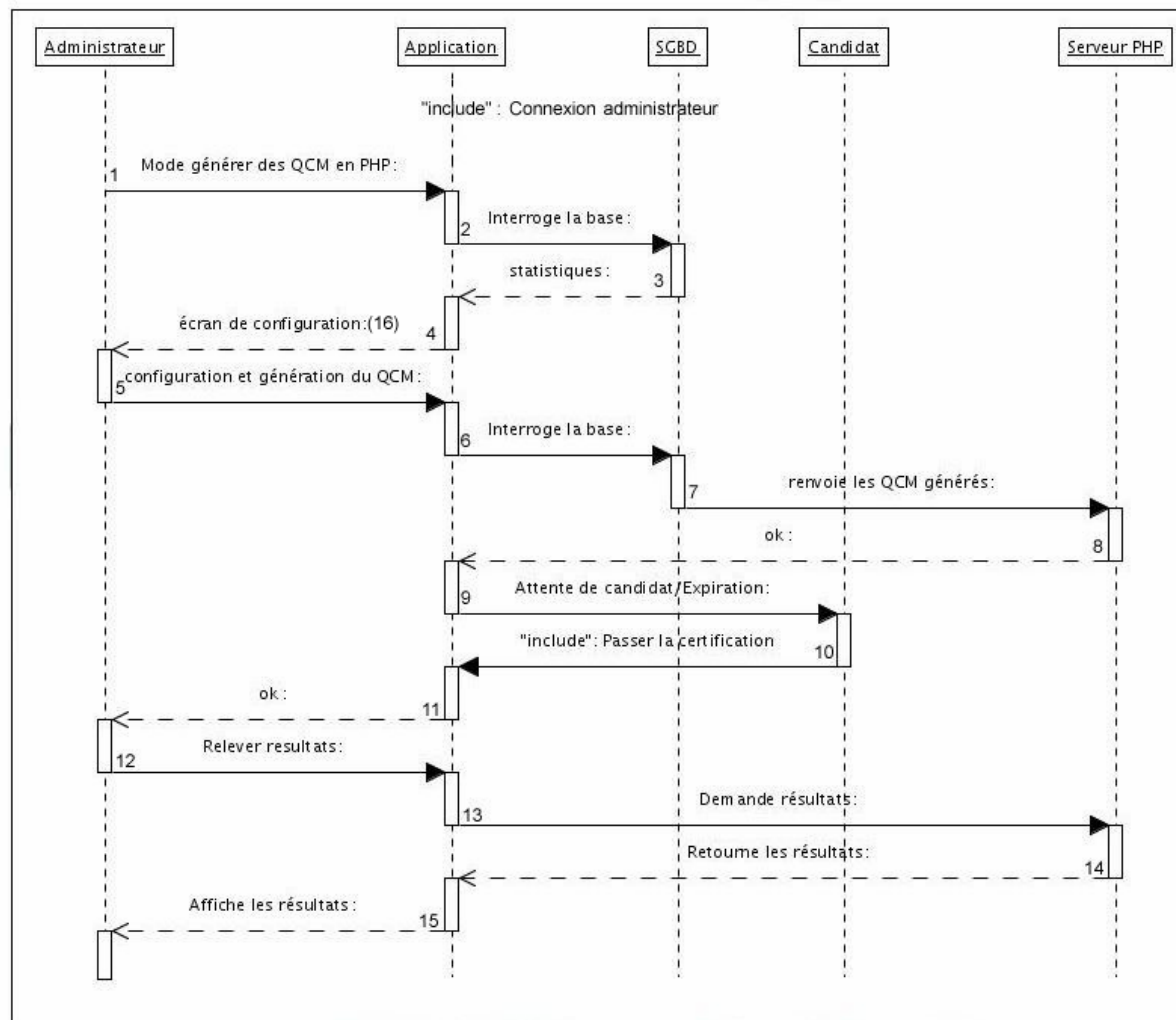 Administrateur
Application
SGBD
Candidat
Serveur PHP
"include" : Connexion administrateur
Mode générer des QCM en PHP:
1
Interroge la base:
2
statistiques:
3
écran de configuration:(16)
4
configuration et génération du QCM:
5
Interroge la base:
6
renvoie les QCM générés:
7
ok:
8
Attente de candidat/Expiration:
9
"include": Passer la certification
10
ok:
11
Relever resultats:
12
Demande résultats:
13
Retourne les résultats:
14
Affiche les résultats:
15